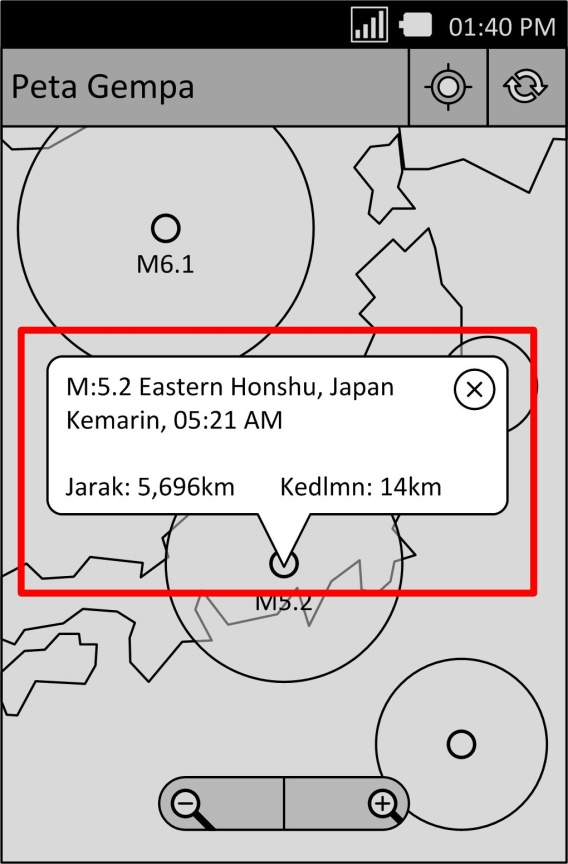 01:40 PM
Peta Gempa
M6.1
M:5.2 Eastern Honshu, Japan
Kemarin, 05:21 AM
Jarak: 5,696km Kedlmn: 14km
M5.2